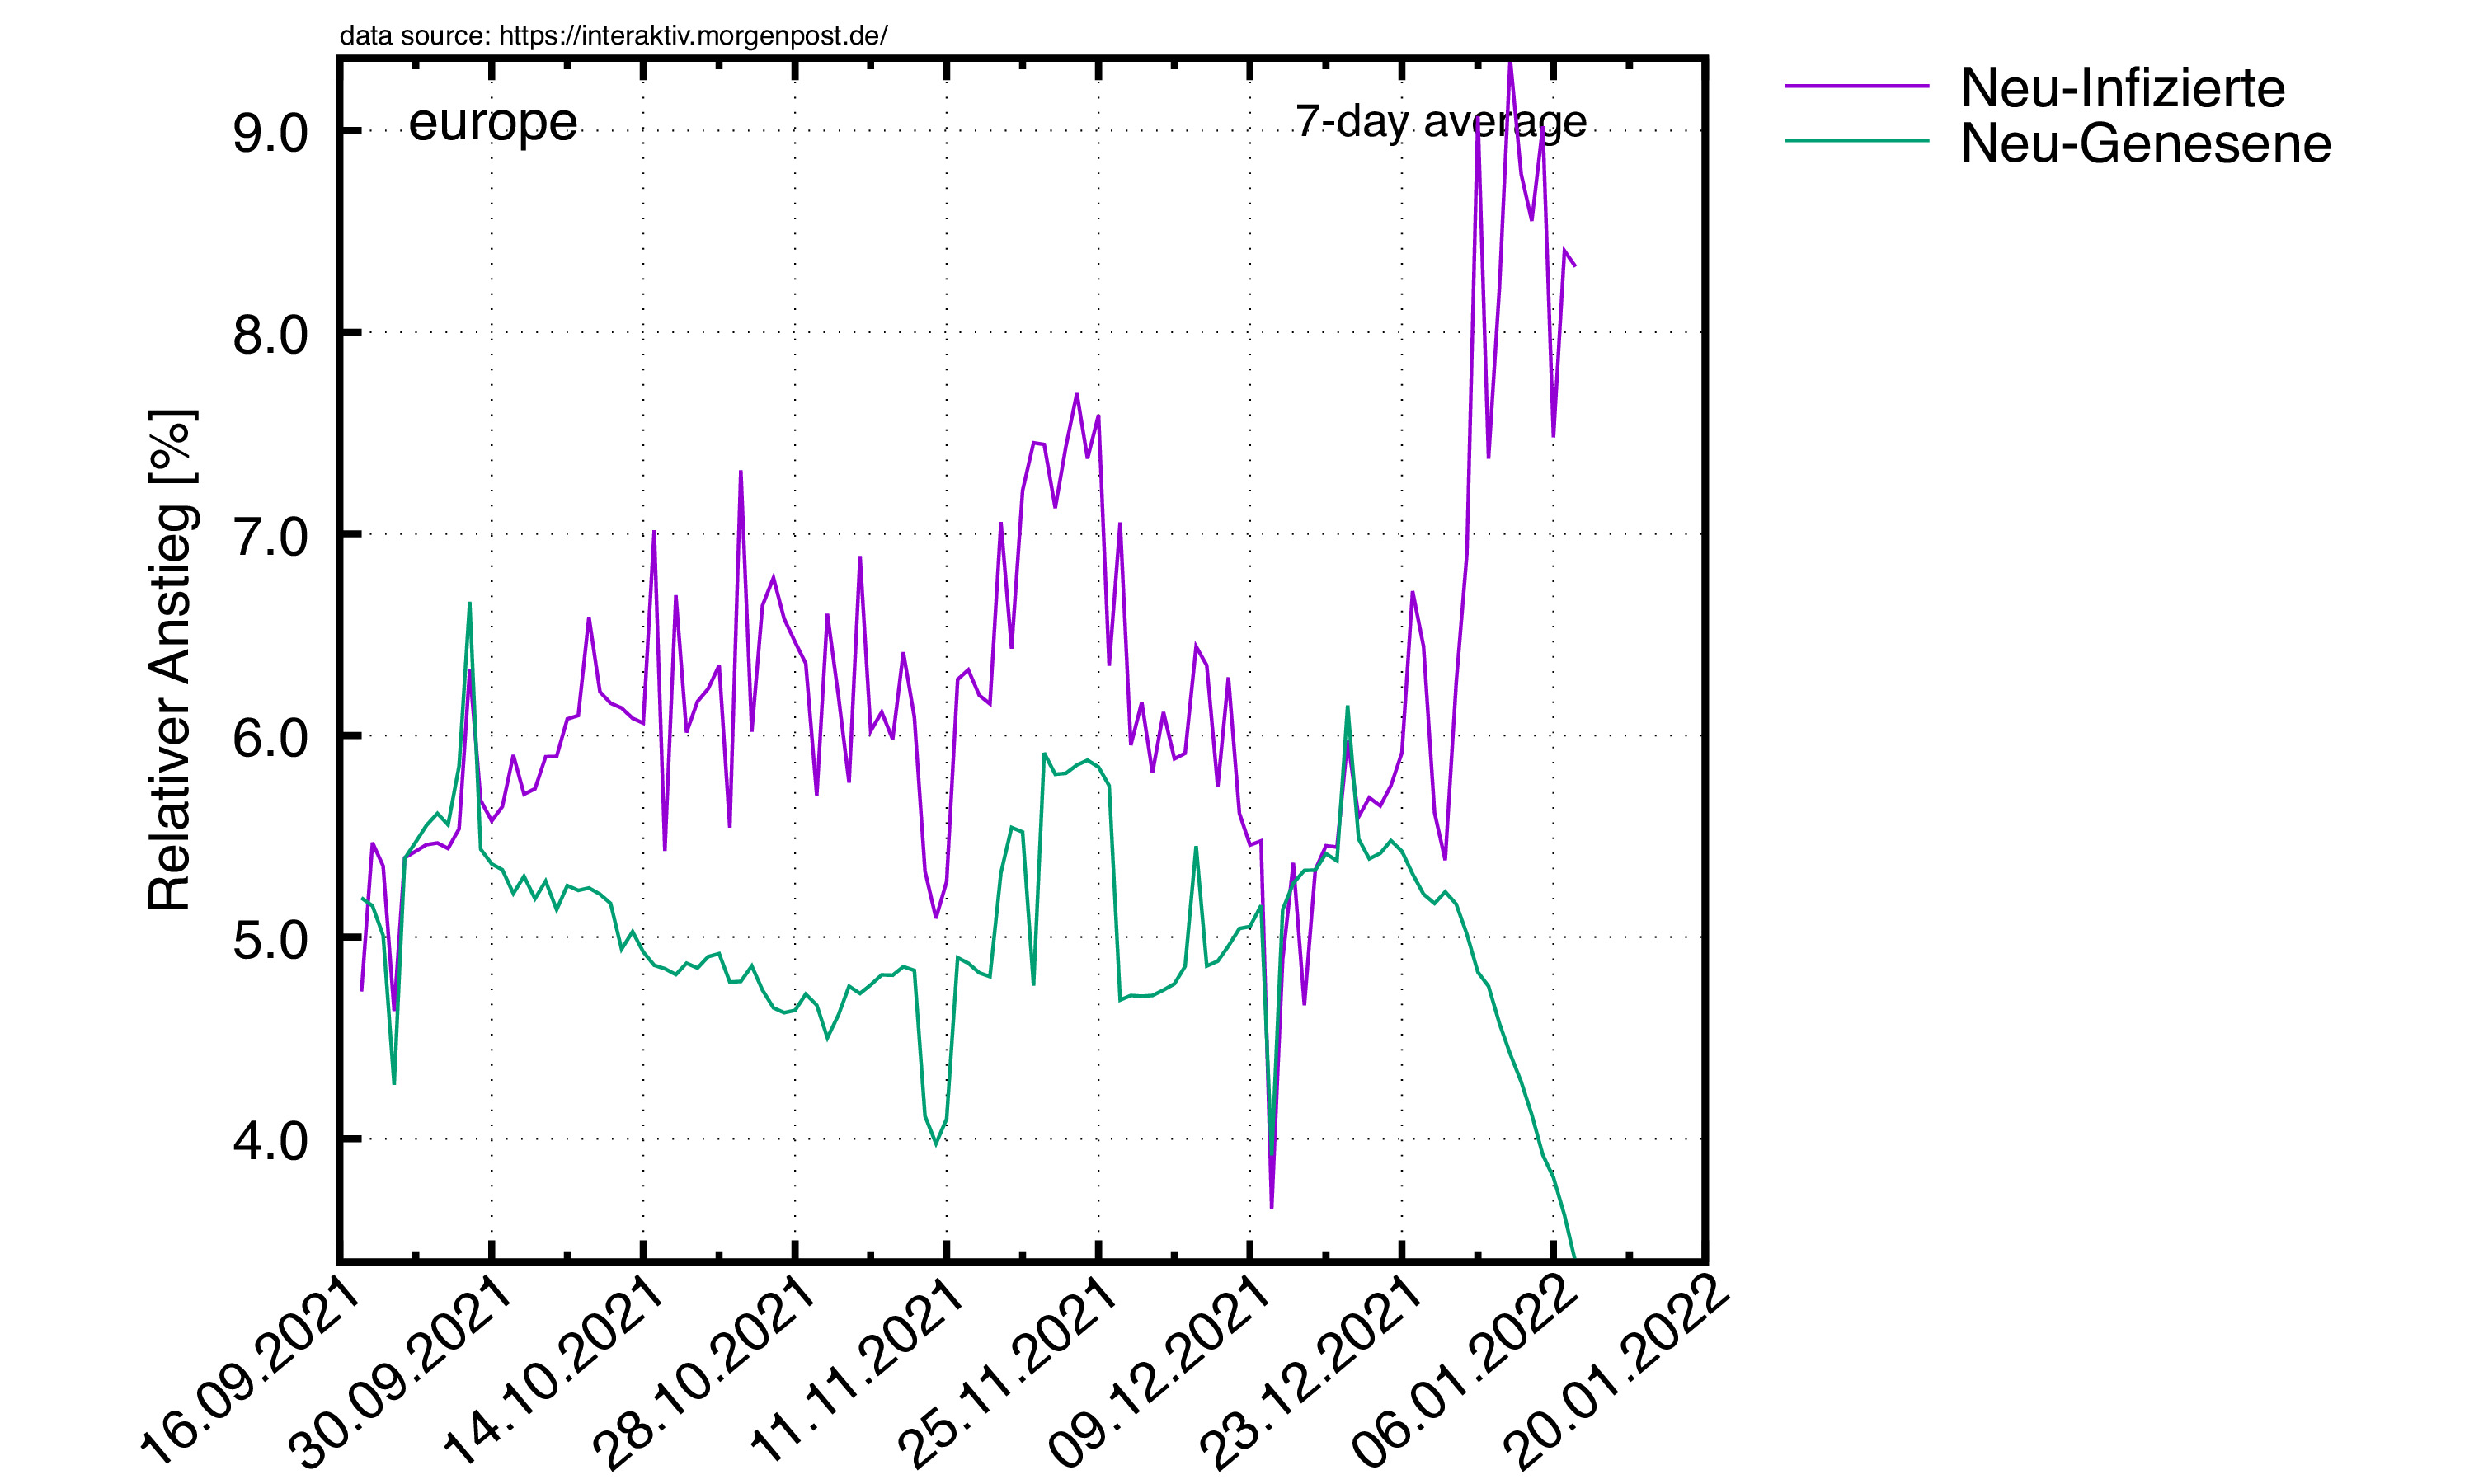 data source: https://interaktiv.morgenpost.de/
europe
7-day average
Neu-Infizierte
Neu-Genesene
Relativer Anstieg [%]
9.0
8.0
7.0
6.0
5.0
4.0
16.09.2021
30.09.2021
14.10.2021
28.10.2021
11.11.2021
25.11.2021
09.12.2021
23.12.2021
06.01.2022
20.01.2022